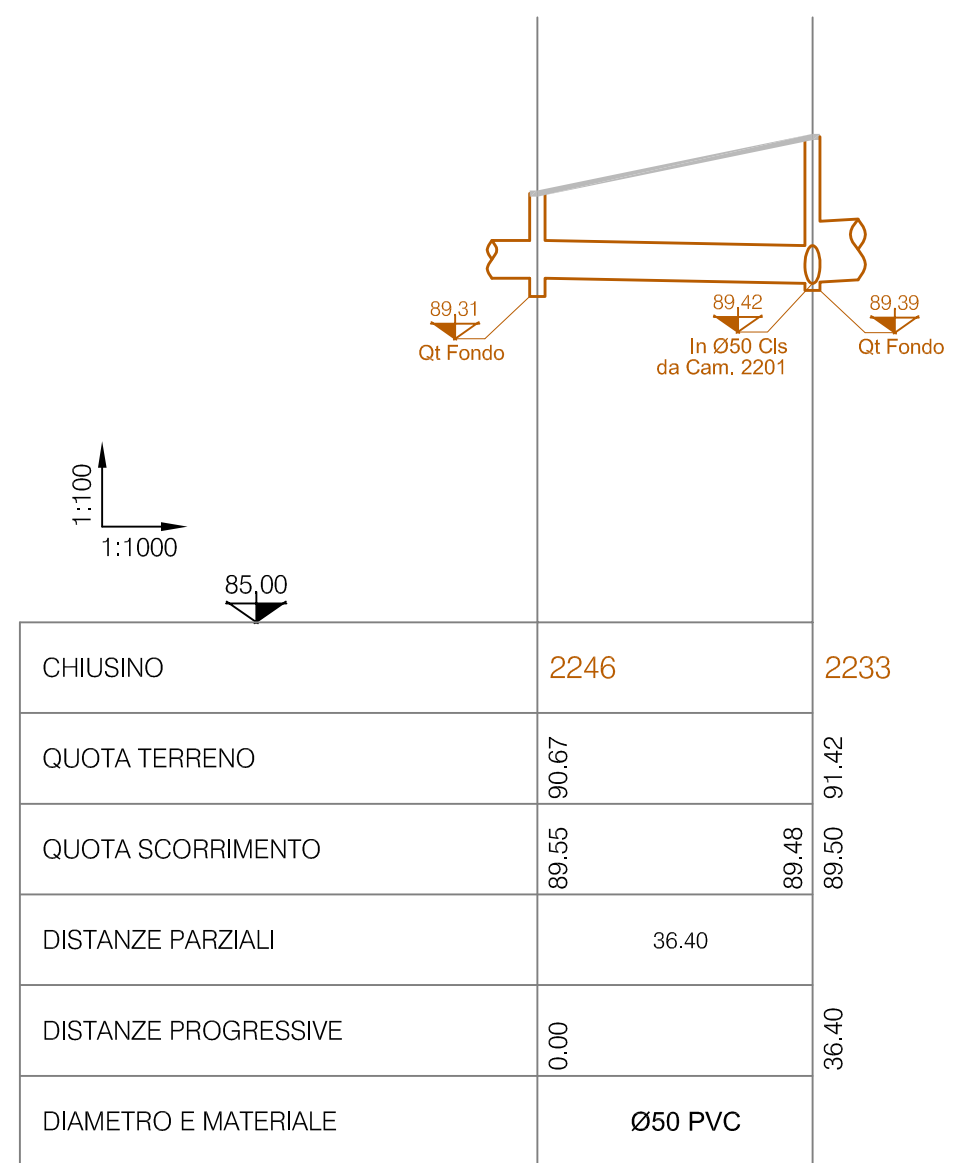 89,31
Qt Fondo
89,42
In Ø50 Cls
da Cam. 2201
89,39
Qt Fondo
1:100
1:1000
85,00
CHIUSINO 2246 2233
QUOTA TERRENO 90.67 91.42
QUOTA SCORRIMENTO 89.55 89.48 89.50
DISTANZE PARZIALI 36.40
DISTANZE PROGRESSIVE 0.00 36.40
DIAMETRO E MATERIALE Ø50 PVC